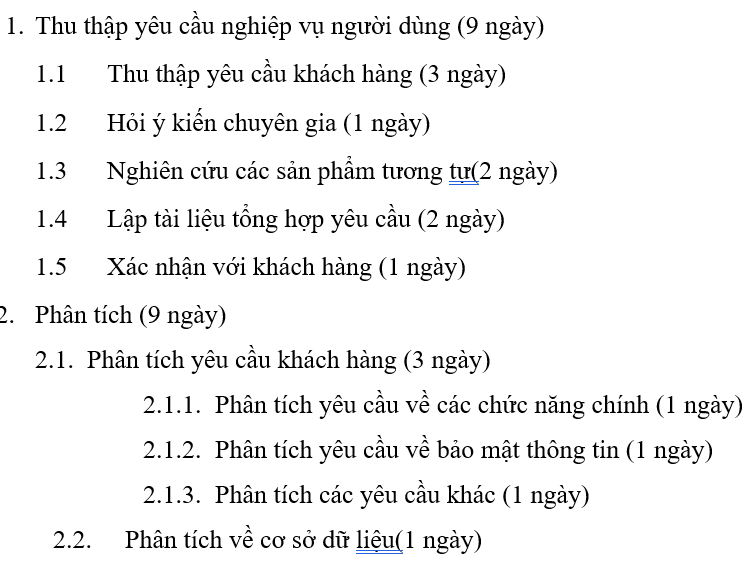 1. Thu thập yêu cầu nghiệp vụ người dùng (9 ngày)
1.1 Thu thập yêu cầu khách hàng (3 ngày)
1.2 Hỏi ý kiến chuyên gia (1 ngày)
1.3 Nghiên cứu các sản phẩm tương tự(2 ngày)
1.4 Lập tài liệu tổng hợp yêu cầu (2 ngày)
1.5 Xác nhận với khách hàng (1 ngày)
2. Phân tích (9 ngày)
2.1. Phân tích yêu cầu khách hàng (3 ngày)
2.1.1. Phân tích yêu cầu về các chức năng chính (1 ngày)
2.1.2. Phân tích yêu cầu về bảo mật thông tin (1 ngày)
2.1.3. Phân tích các yêu cầu khác (1 ngày)
2.2. Phân tích về cơ sở dữ liệu(1 ngày)